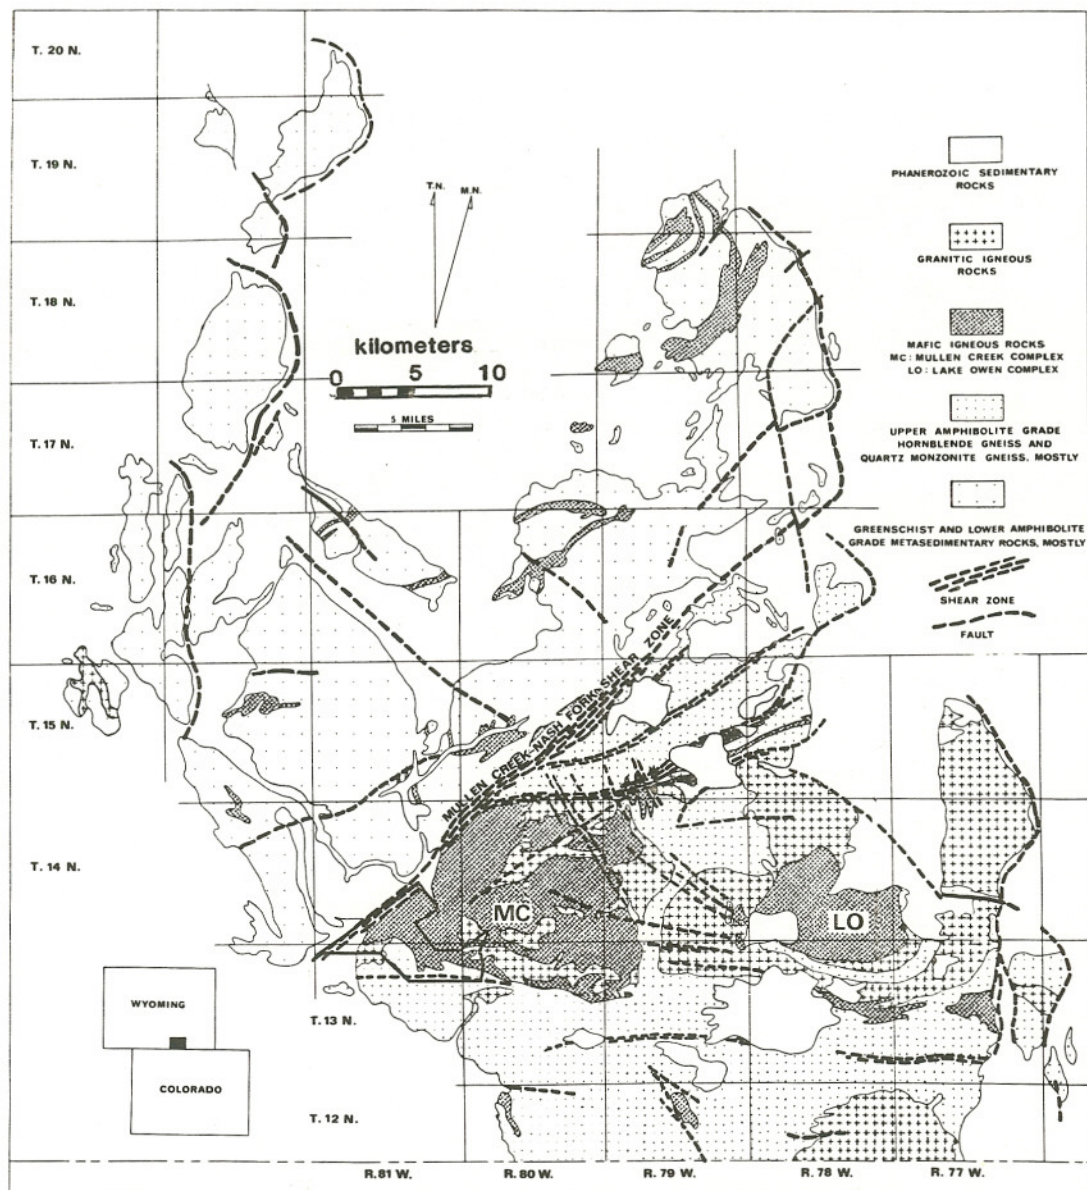 T. 20 N.
T. 19 N.
T. 18 N.
T. 17 N.
T. 16 N.
T. 15 N.
T. 14 N.
T. 13 N.
T. 12 N.
T.N.
M.N.
kilometers
0 5 10
5 MILES
PHANEROZOIC SEDIMENTARY
ROCKS
GRANITIC IGNEOUS
ROCKS
MAFIC IGNEOUS ROCKS
MC: MULLEN CREEK COMPLEX
LO: LAKE OWEN COMPLEX
UPPER AMPHIBOLITE GRADE
HORNBLENDE GNEISS AND
QUARTZ MONZONITE GNEISS, MOSTLY
GREENSCHIST AND LOWER AMPHIBOLITE
GRADE METASEDIMENTARY ROCKS, MOSTLY
SHEAR ZONE
FAULT
MULLEN CREEK-NASH FORK-SHEAR ZONE
MC
LO
WYOMING
COLORADO
R.81 W.
R.80 W.
R.79 W.
R.78 W.
R.77 W.